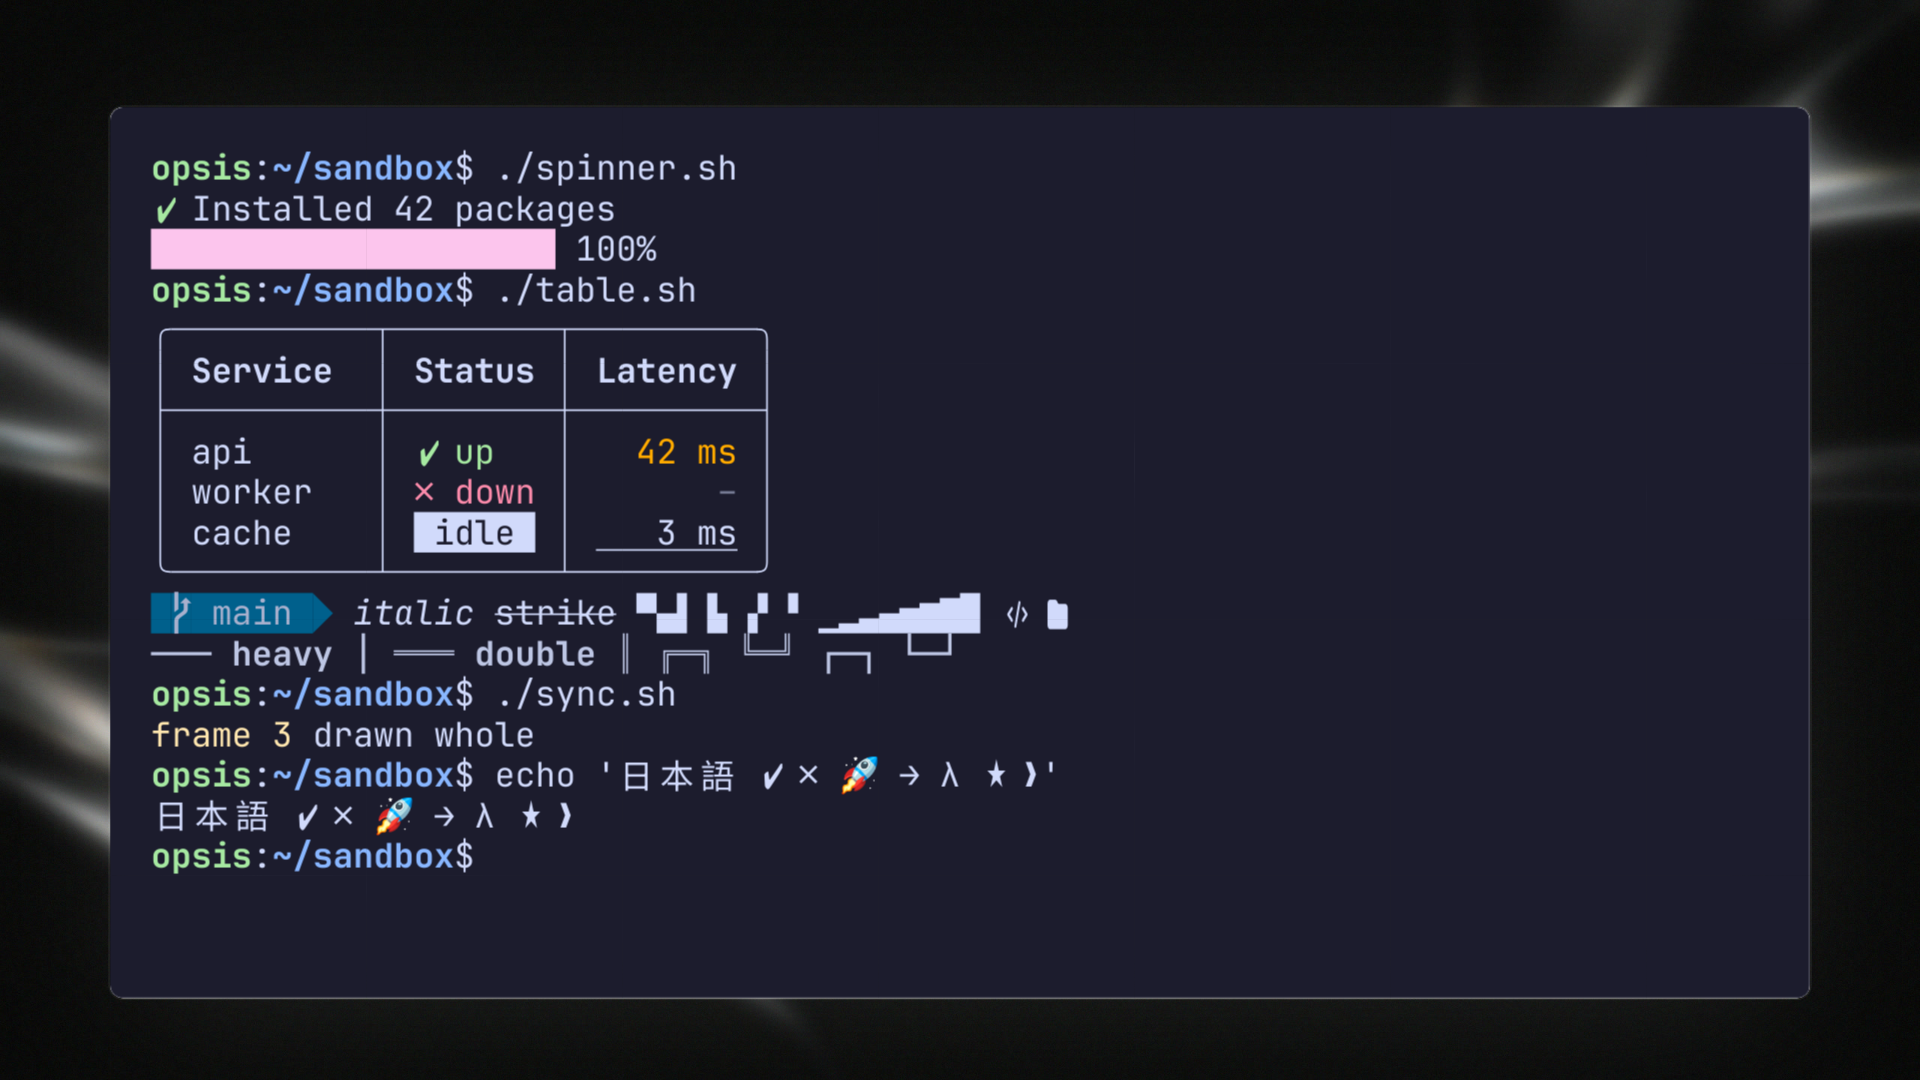 opsis:~/sandbox$ ./spinner.sh
✔ Installed 42 packages
████████████████████ 100%
opsis:~/sandbox$ ./table.sh
Service Status Latency
api ✔ up 42 ms
worker ✕ down –
cache idle 3 ms
main italic strike
━━━ heavy ┃ ═══ double ║ ╔═╗ ╚═╝ ┏━┓ ┗━┛
opsis:~/sandbox$ ./sync.sh
frame 3 drawn whole
opsis:~/sandbox$ echo '日本語 ✔ ✕ 🚀 → λ ★ ❯'
日本語 ✔ ✕ 🚀 → λ ★ ❯
opsis:~/sandbox$